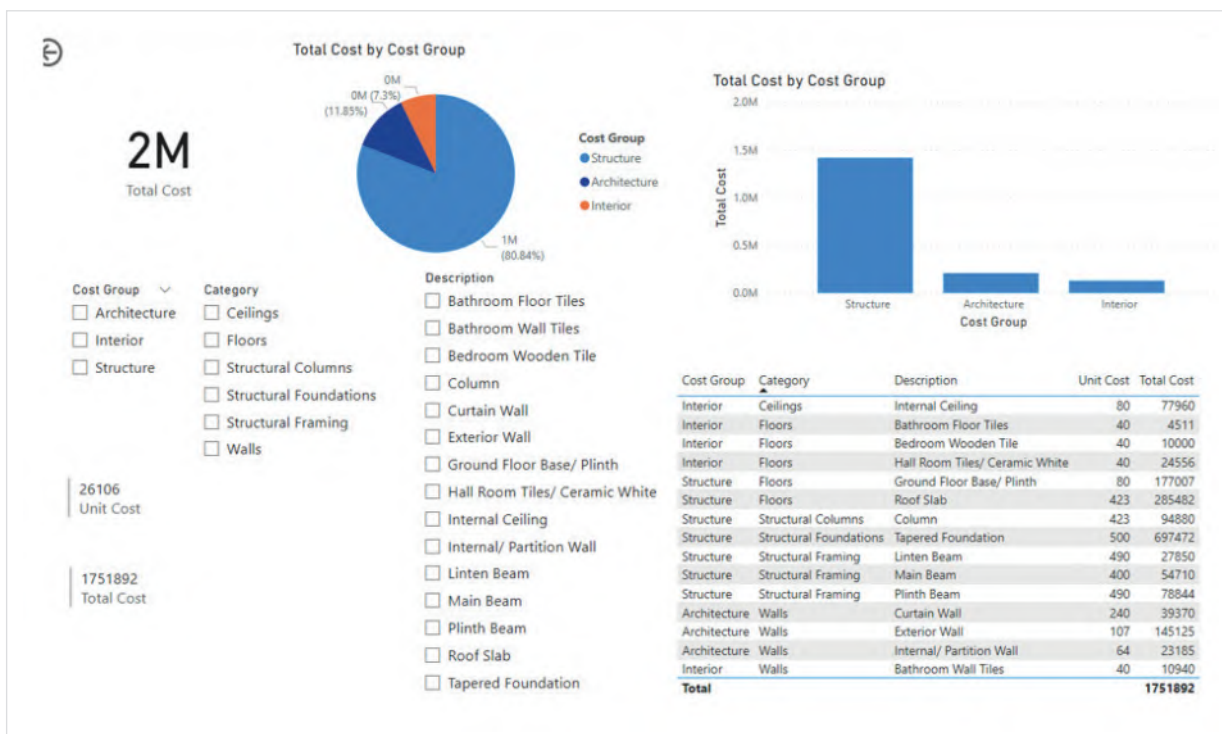 Total Cost by Cost Group
0M
0M (7.3%)
(11.85%)
1M
(80.84%)
Cost Group
Structure
Architecture
Interior
2M
Total Cost
Total Cost by Cost Group
2.0M
1.5M
1.0M
0.5M
0.0M
Total Cost
Structure Architecture Interior
Cost Group
Cost Group
Architecture
Interior
Structure
Category
Ceilings
Floors
Structural Columns
Structural Foundations
Structural Framing
Walls
26106
Unit Cost
1751892
Total Cost
Description
Bathroom Floor Tiles
Bathroom Wall Tiles
Bedroom Wooden Tile
Column
Curtain Wall
Exterior Wall
Ground Floor Base/ Plinth
Hall Room Tiles/ Ceramic White
Internal Ceiling
Internal/ Partition Wall
Linten Beam
Main Beam
Plinth Beam
Roof Slab
Tapered Foundation
Cost Group Category Description Unit Cost Total Cost
Interior Ceilings Internal Ceiling 80 77960
Interior Floors Bathroom Floor Tiles 40 4511
Interior Floors Bedroom Wooden Tile 40 10000
Interior Floors Hall Room Tiles/ Ceramic White 40 24556
Structure Floors Ground Floor Base/ Plinth 80 177007
Structure Floors Roof Slab 423 285482
Structure Structural Columns Column 423 94880
Structure Structural Foundations Tapered Foundation 500 697472
Structure Structural Framing Linten Beam 490 27850
Structure Structural Framing Main Beam 400 54710
Structure Structural Framing Plinth Beam 490 78844
Architecture Walls Curtain Wall 240 39370
Architecture Walls Exterior Wall 107 145125
Architecture Walls Internal/ Partition Wall 64 23185
Interior Walls Bathroom Wall Tiles 40 10940
Total 1751892